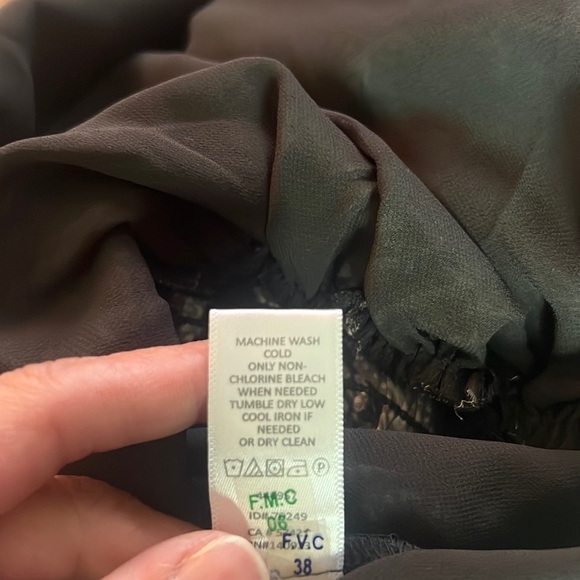 MACHINE WASH
COLD
ONLY NON-
CHLORINE BLEACH
WHEN NEEDED
TUMBLE DRY LOW
COOL IRON IF
NEEDED
OR DRY CLEAN
P
F.M.C
06
F.V.C
38